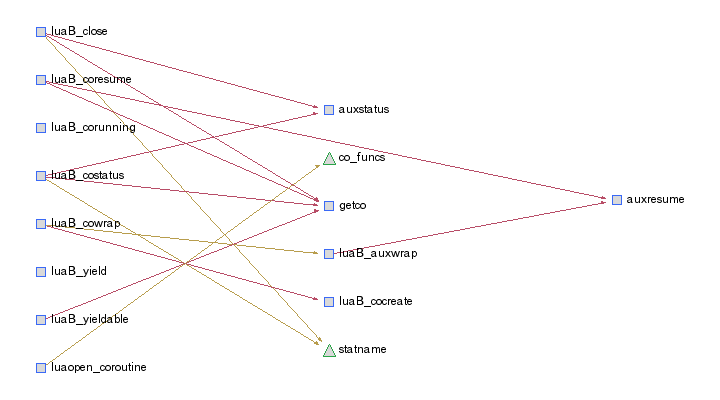 luaB_close
luaB_coresume
luaB_corunning
luaB_costatus
luaB_cowrap
luaB_yield
luaB_yieldable
luaopen_coroutine
auxstatus
co_funcs
getco
luaB_auxwrap
luaB_cocreate
statname
auxresume